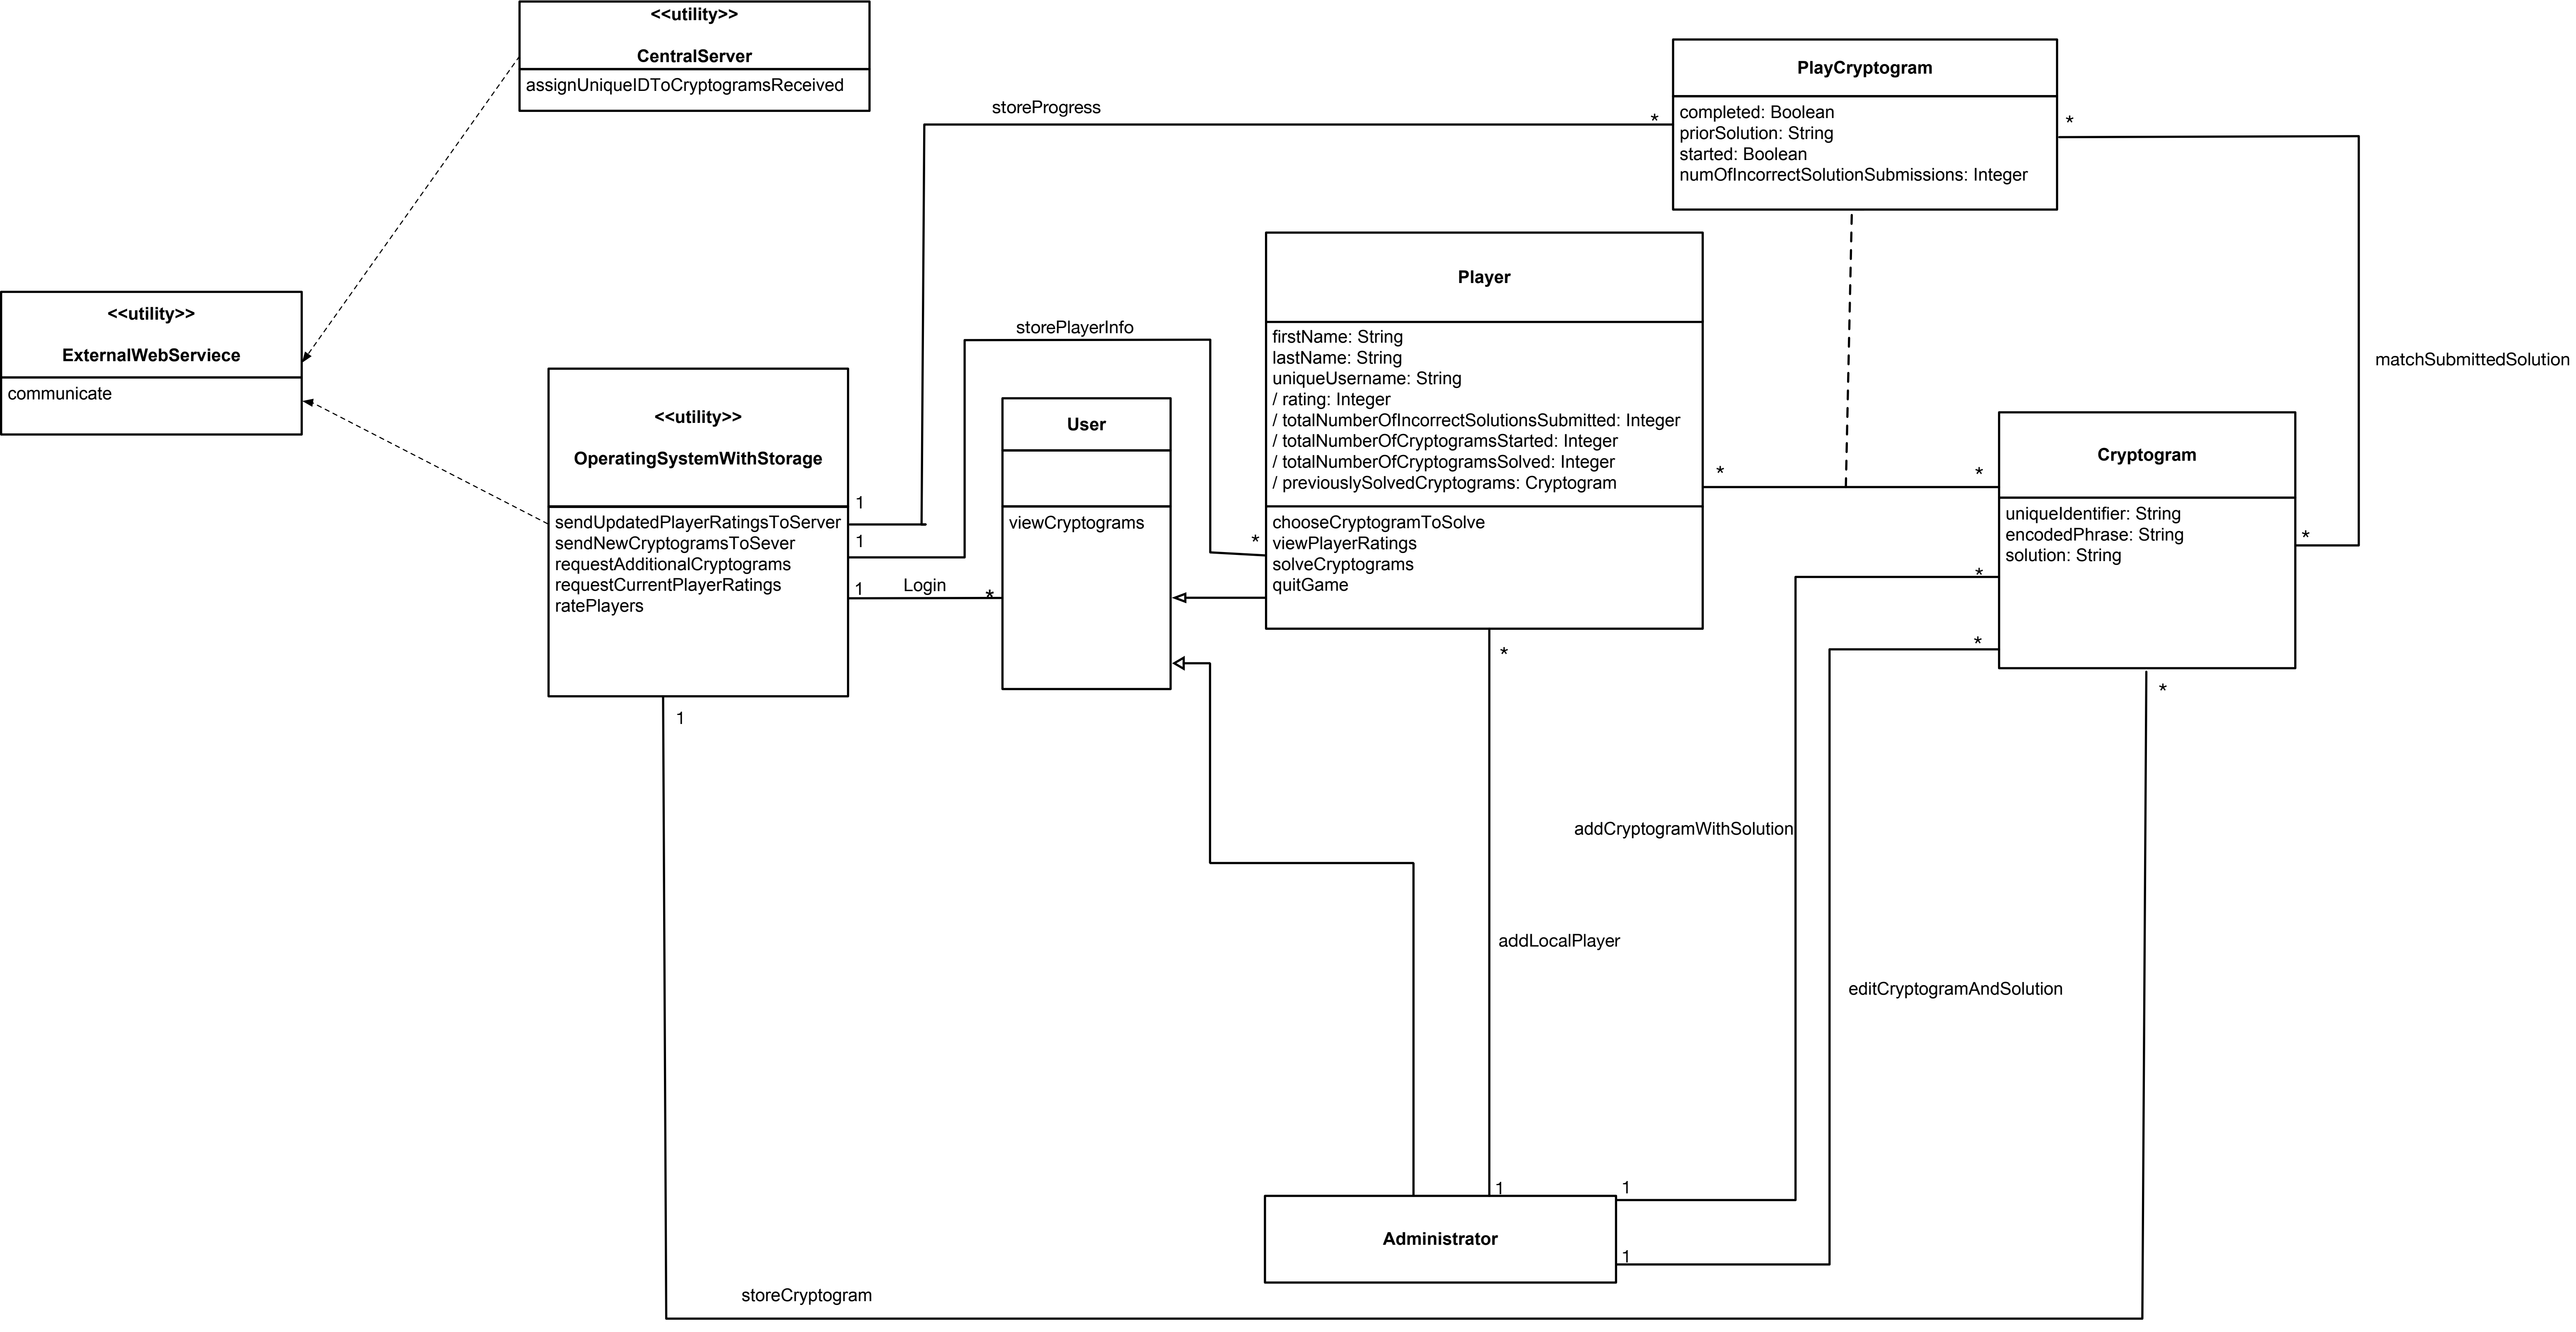 <<utility>>
CentralServer
assignUniqueIDToCryptogramsReceived
PlayCryptogram
completed: Boolean
priorSolution: String
started: Boolean
numOfIncorrectSolutionSubmissions: Integer
storeProgress
*
*
<<utility>>
ExternalWebServiece
communicate
storePlayerInfo
Player
firstName: String
lastName: String
uniqueUsername: String
/ rating: Integer
/ totalNumberOfIncorrectSolutionsSubmitted: Integer
/ totalNumberOfCryptogramsStarted: Integer
/ totalNumberOfCryptogramsSolved: Integer
/ previouslySolvedCryptograms: Cryptogram
chooseCryptogramToSolve
viewPlayerRatings
solveCryptograms
quitGame
matchSubmittedSolution
<<utility>>
OperatingSystemWithStorage
sendUpdatedPlayerRatingsToServer
sendNewCryptogramsToSever
requestAdditionalCryptograms
requestCurrentPlayerRatings
ratePlayers
1
1
1
Login
*
User
viewCryptograms
*
*
*
Cryptogram
uniqueIdentifier: String
encodedPhrase: String
solution: String
*
*
*
*
*
1
addCryptogramWithSolution
addLocalPlayer
editCryptogramAndSolution
1
1
1
Administrator
storeCryptogram